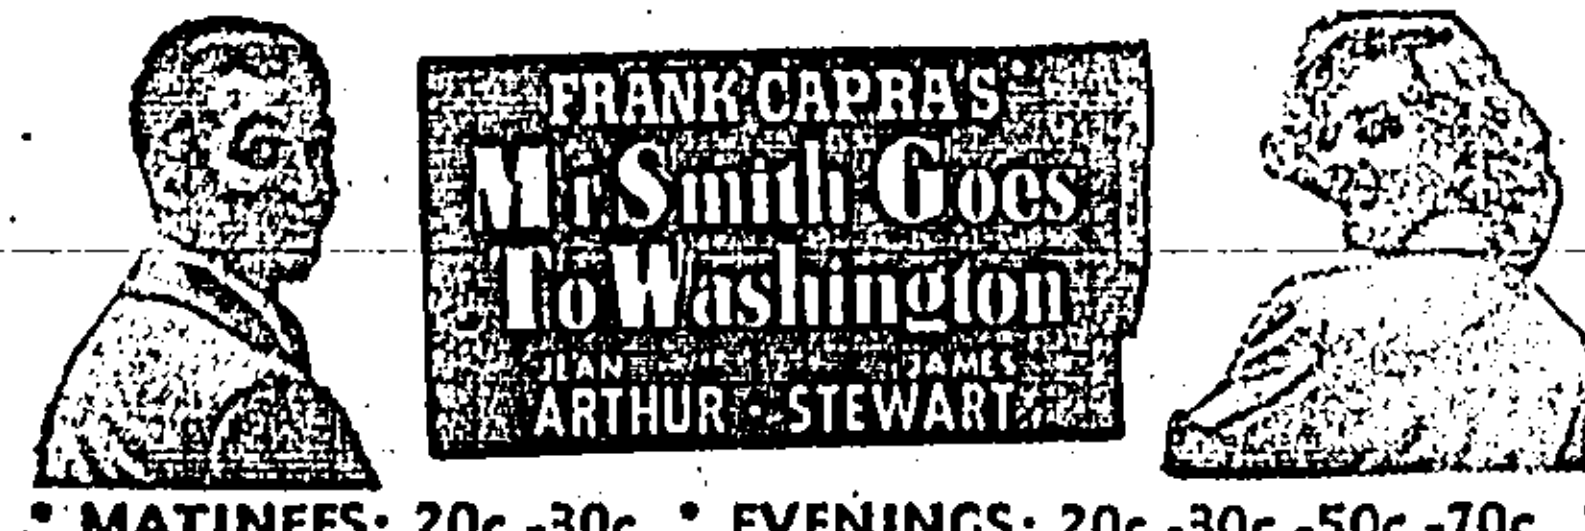 FRANK CAPRA'S
Mr. Smith Goes
To Washington
JEAN JAMES
ARTHUR · STEWART
* MATINEES: 20c -30c * EVENINGS: 20c -30c -50c -70c